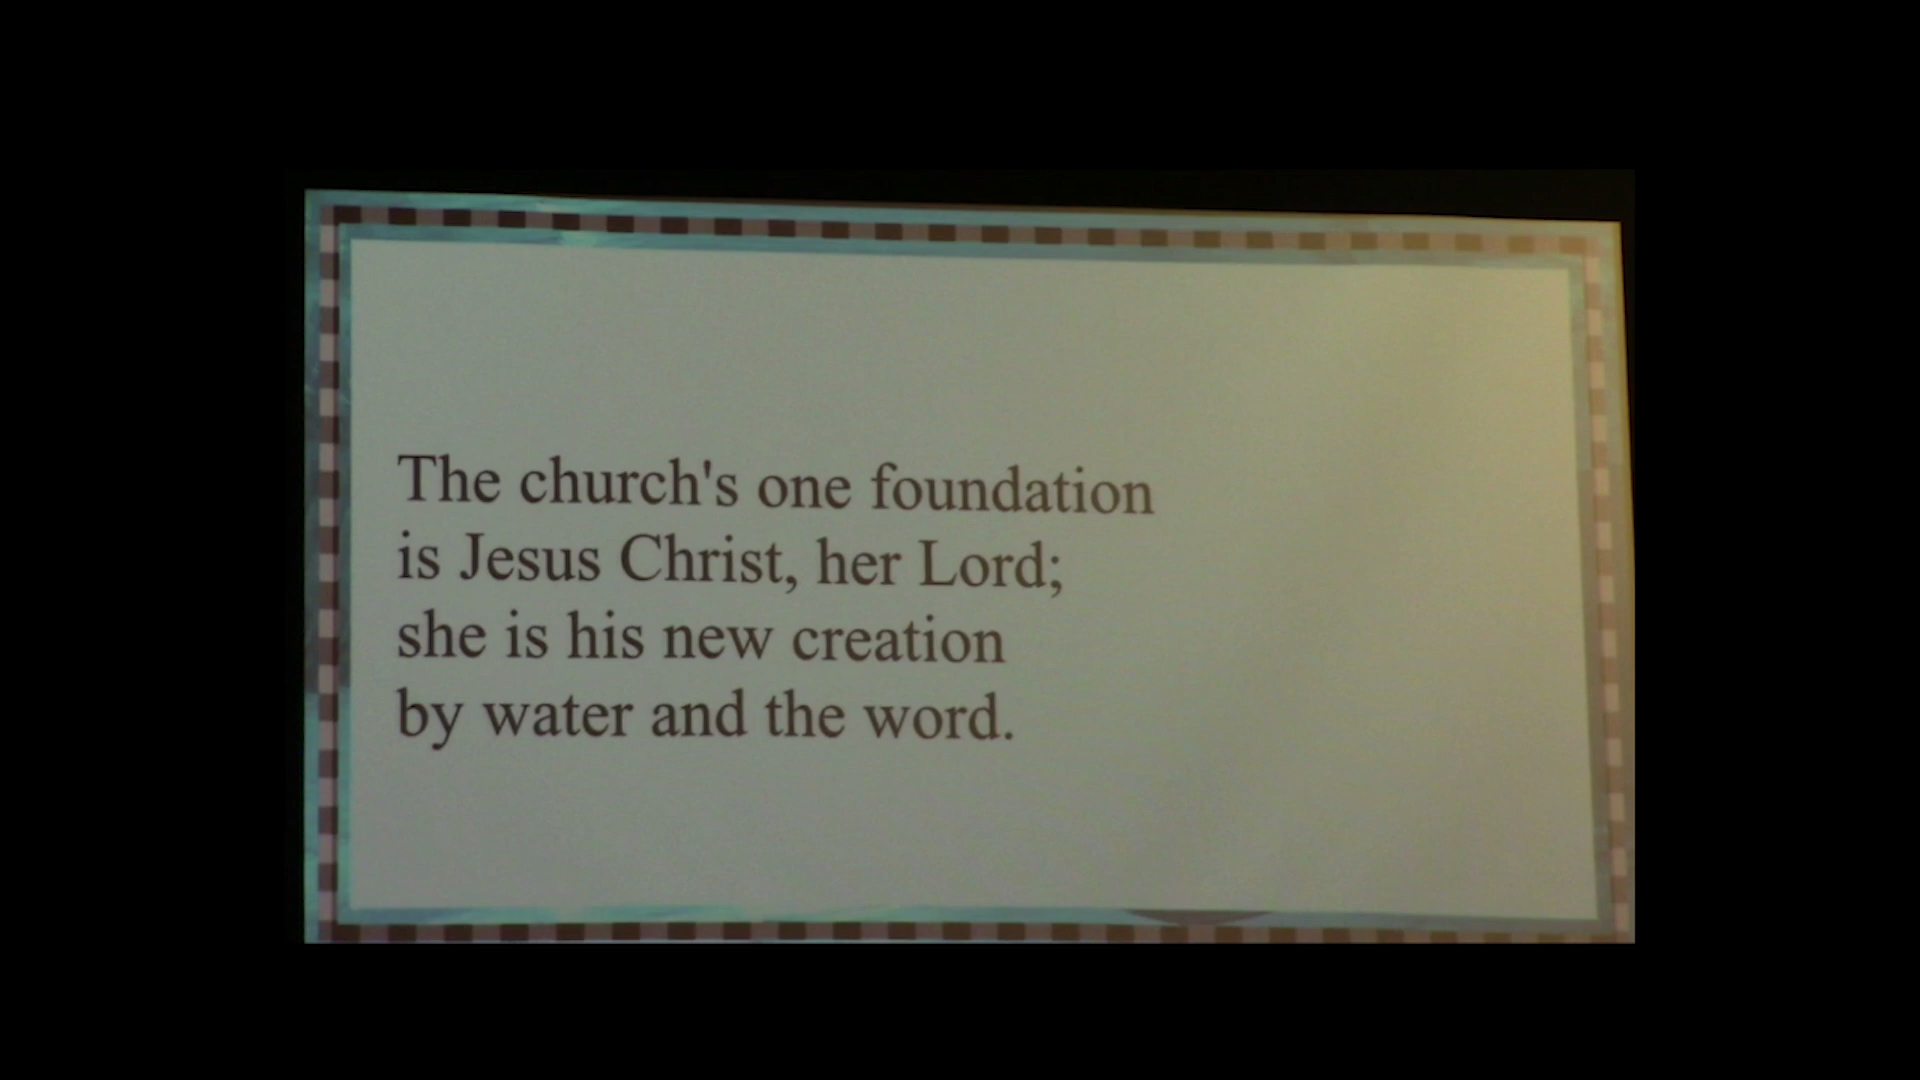 The church's one foundation
is Jesus Christ, her Lord;
she is his new creation
by water and the word.